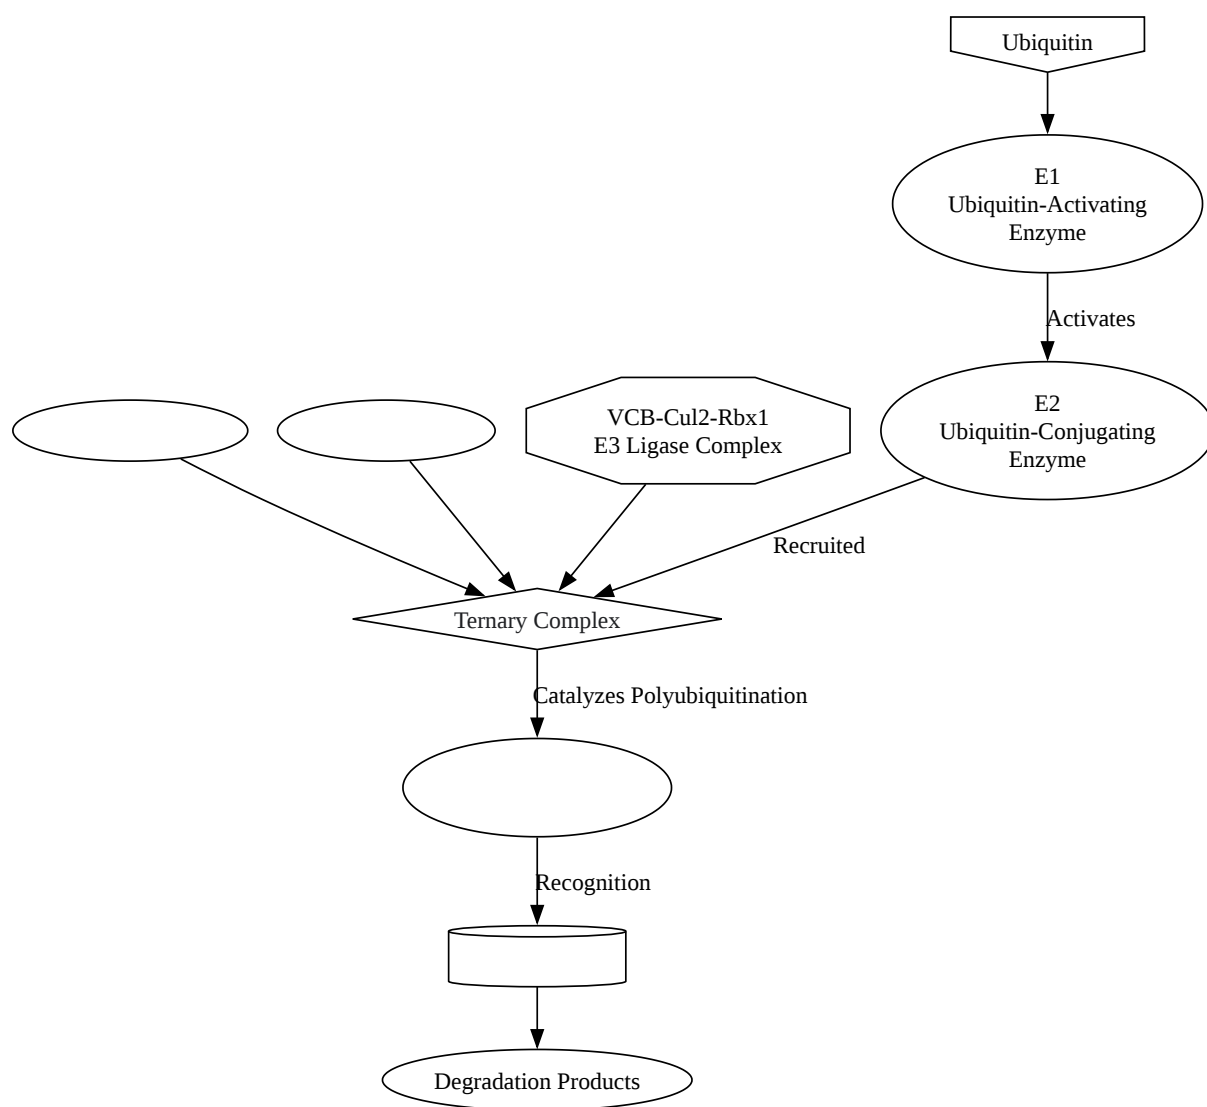 Ubiquitin
E1
Ubiquitin-Activating
Enzyme
Activates
VCB-Cul2-Rbx1
E3 Ligase Complex
E2
Ubiquitin-Conjugating
Enzyme
Recruited
Ternary Complex
Catalyzes Polyubiquitination
Recognition
Degradation Products